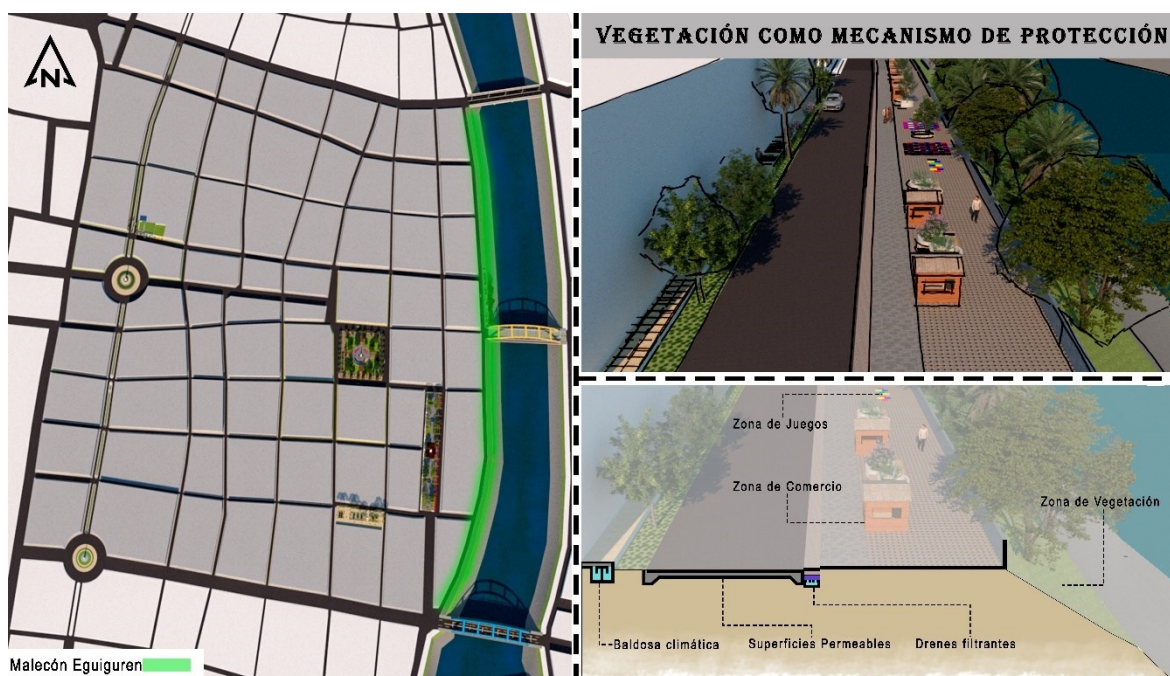 N
VEGETACIÓN COMO MECANISMO DE PROTECCIÓN
Zona de Juegos
Zona de Comercio
Zona de Vegetación
Baldosa climática
Superficies Permeables
Drenes filtrantes
Malecón Eguiguren